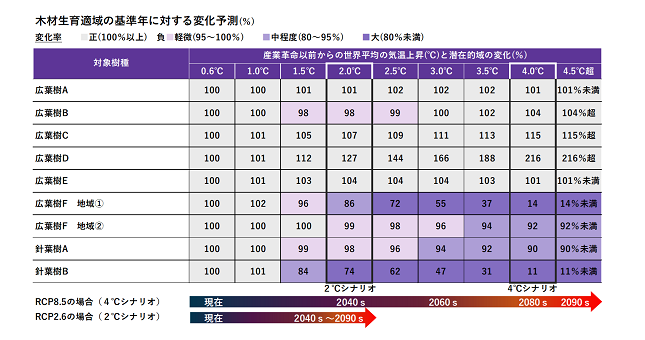 木材生育適域の基準年に対する変化予測(%)
変化率 正(100%以上) 負 軽微(95～100%) 中程度(80～95%) 大(80%未満)
対象樹種 産業革命以前からの世界平均の気温上昇(℃)と潜在的域の変化(%)
0.6℃ 1.0℃ 1.5℃ 2.0℃ 2.5℃ 3.0℃ 3.5℃ 4.0℃ 4.5℃超
広葉樹A 100 100 101 101 102 102 102 101 101%未満
広葉樹B 100 100 98 98 99 100 102 104 104%超
広葉樹C 100 101 105 107 109 111 113 115 115%超
広葉樹D 100 101 112 127 144 166 188 216 216%超
広葉樹E 100 101 103 104 104 104 103 101 101%未満
広葉樹F 地域① 100 102 96 86 72 55 37 14 14%未満
広葉樹F 地域② 100 100 100 99 98 96 94 92 92%未満
針葉樹A 100 100 99 98 96 94 92 90 90%未満
針葉樹B 100 101 84 74 62 47 31 11 11%未満
2℃シナリオ 4℃シナリオ
RCP8.5の場合（4℃シナリオ） 現在 2040s 2060s 2080s 2090s
RCP2.6の場合（2℃シナリオ） 現在 2040s～2090s